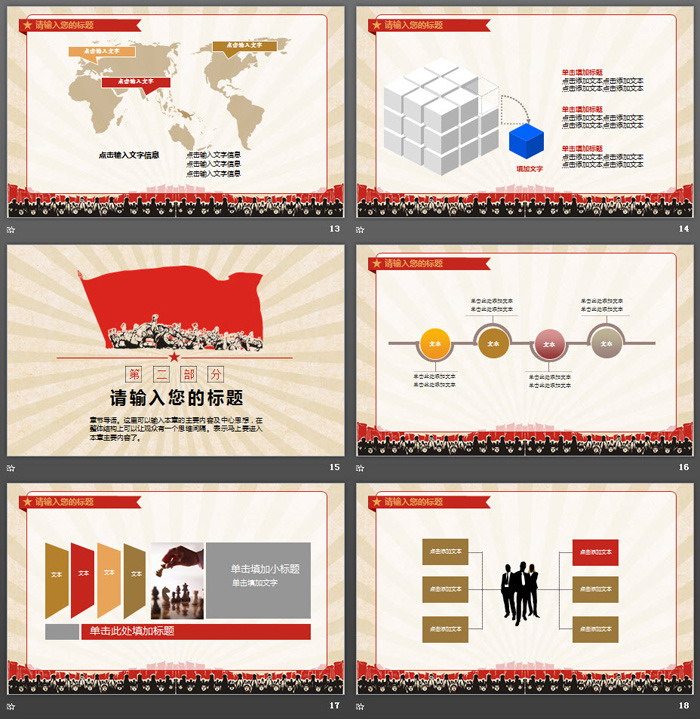 请输入您的标题
点击输入文字
点击输入文字
点击输入文字
点击输入文字信息
点击输入文字信息
点击输入文字信息
点击输入文字信息
13
请输入您的标题
单击填加标题
点击添加文本点击添加文本
点击添加文本点击添加文本
单击填加标题
点击添加文本点击添加文本
点击添加文本点击添加文本
单击填加标题
点击添加文本点击添加文本
点击添加文本点击添加文本
填加文字
14
第二部分
请输入您的标题
章节导语。这里可以输入本章的主要内容及中心思想，在
整体结构上可以让观众有一个思维间隔。表示马上要进入
本章主要内容了。
15
请输入您的标题
单击此处添加文本
单击此处添加文本
单击此处添加文本
单击此处添加文本
文本
文本
文本
文本
单击此处添加文本
单击此处添加文本
单击此处添加文本
单击此处添加文本
16
请输入您的标题
文本
文本
文本
文本
单击填加小标题
单击填加文字
单击此处填加标题
17
请输入您的标题
点击添加文本
点击添加文本
点击添加文本
点击添加文本
点击添加文本
点击添加文本
18